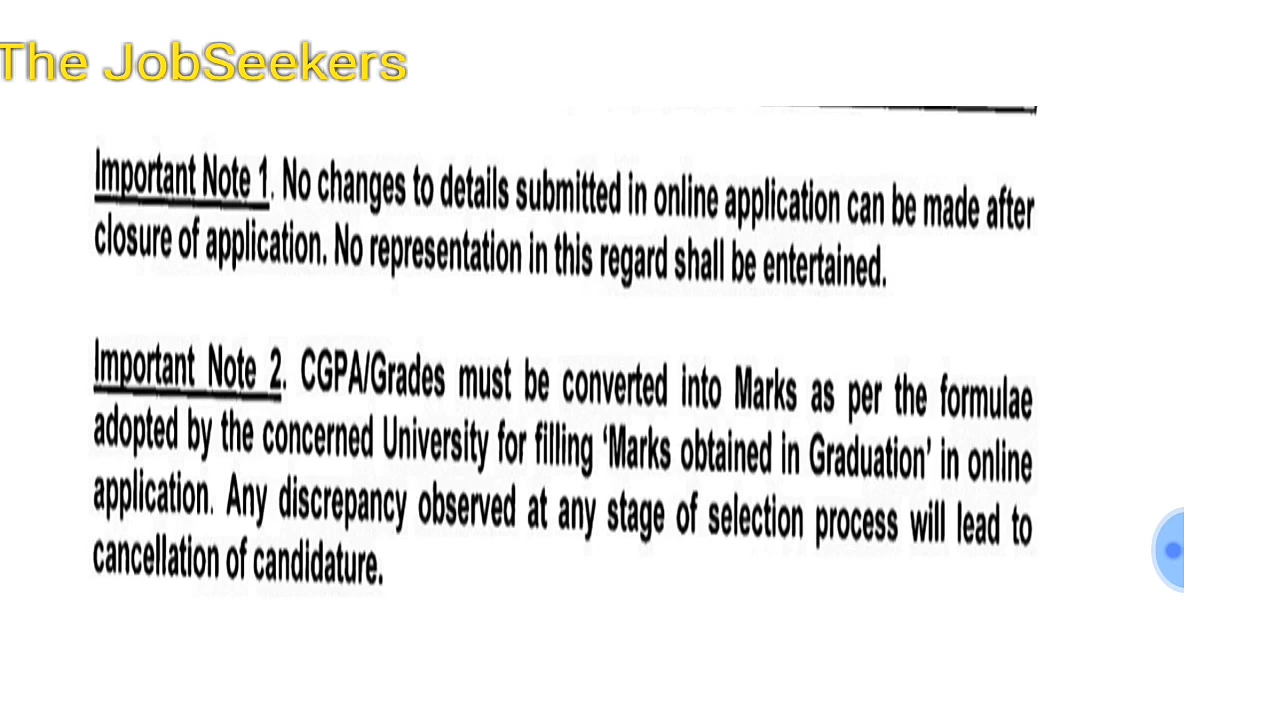 The JobSeekers
Important Note 1. No changes to details submitted in online application can be made after
closure of application. No representation in this regard shall be entertained.
Important Note 2. CGPA/Grades must be converted into Marks as per the formulae
adopted by the concerned University for filling ‘Marks obtained in Graduation’ in online
application. Any discrepancy observed at any stage of selection process will lead to
cancellation of candidature.